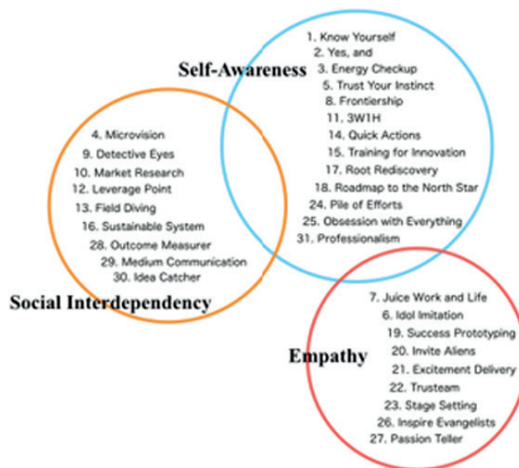 Self-Awareness
1. Know Yourself
2. Yes, and
3. Energy Checkup
5. Trust Your Instinct
8. Frontiership
11. 3W1H
14. Quick Actions
15. Training for Innovation
17. Root Rediscovery
18. Roadmap to the North Star
24. Pile of Efforts
25. Obsession with Everything
31. Professionalism
4. Microvision
9. Detective Eyes
10. Market Research
12. Leverage Point
13. Field Diving
16. Sustainable System
28. Outcome Measurer
29. Medium Communication
30. Idea Catcher
Social Interdependency
Empathy
7. Juice Work and Life
6. Idol Imitation
19. Success Prototyping
20. Invite Aliens
21. Excitement Delivery
22. Trusteam
23. Stage Setting
26. Inspire Evangelists
27. Passion Teller